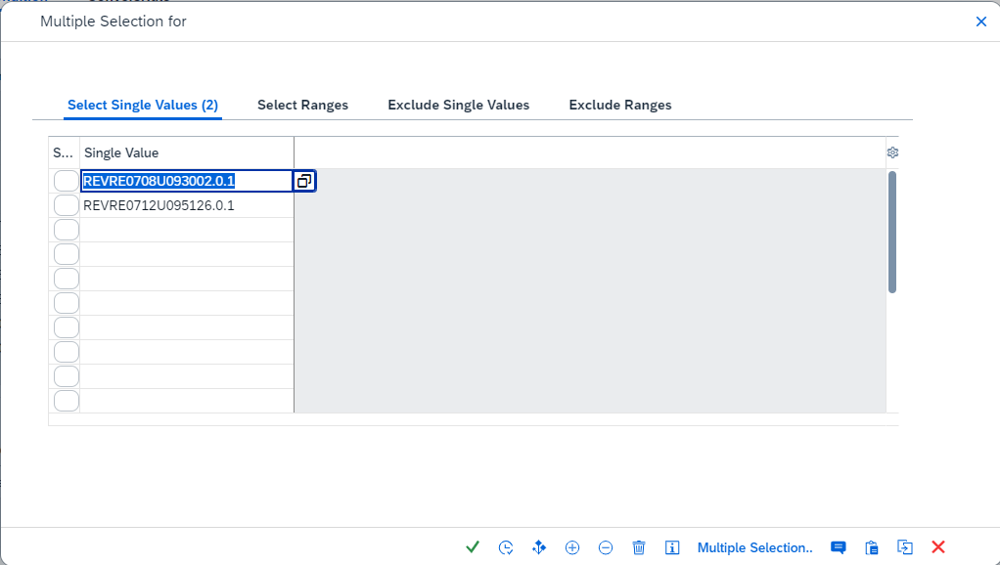 Multiple Selection for
Select Single Values (2) Select Ranges Exclude Single Values Exclude Ranges
S... Single Value
REVRE0708U093002.0.1
REVRE0712U095126.0.1
Multiple Selection..